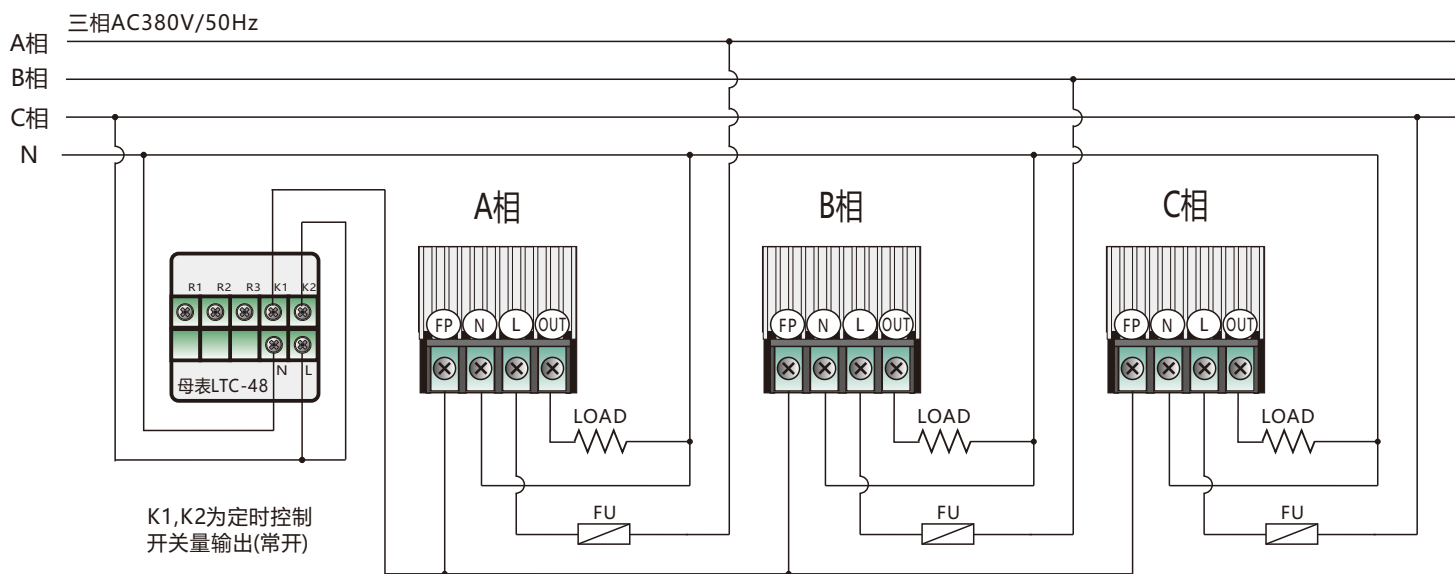 三相AC380V/50Hz
A相
B相
C相
N
A相
B相
C相
R1 R2 R3 K1 K2
N L
母表LTC-48
FP N L OUT
FP N L OUT
FP N L OUT
LOAD
LOAD
LOAD
FU
FU
FU
K1,K2为定时控制
开关量输出(常开)